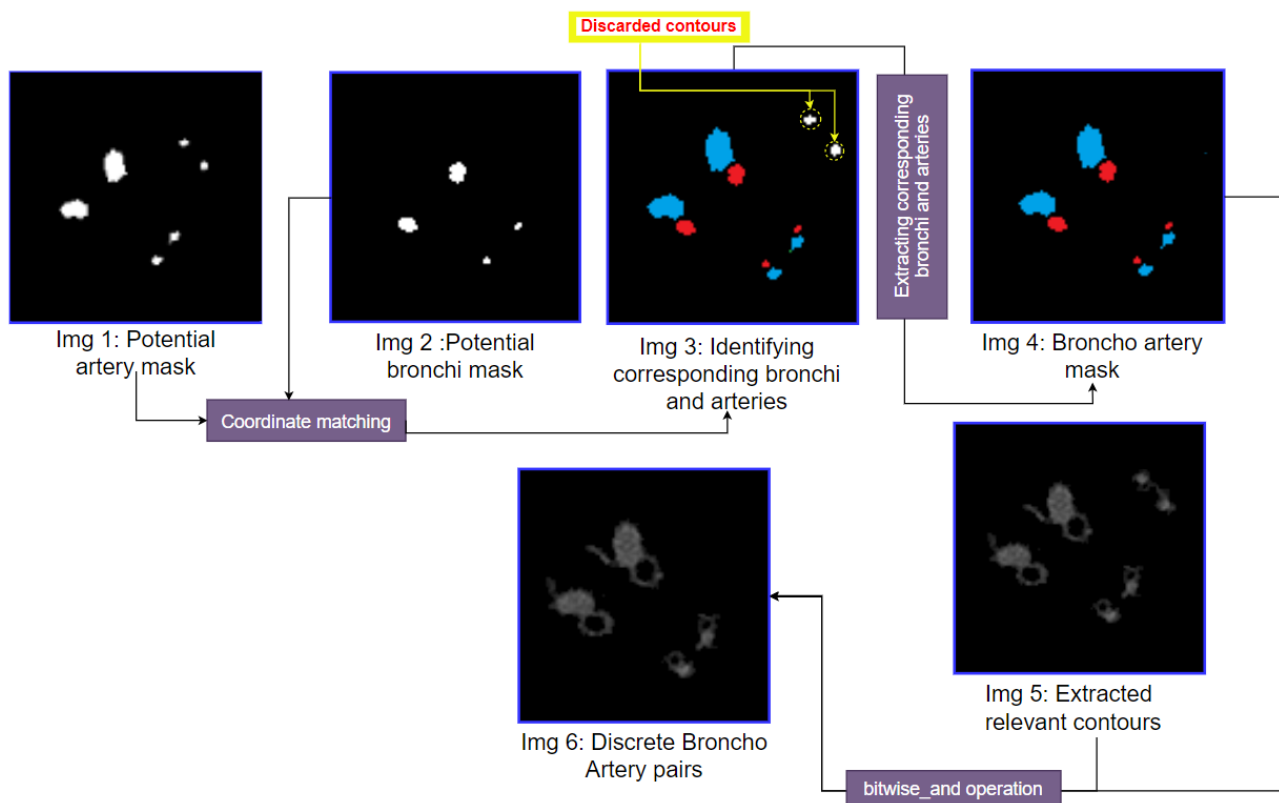 Discarded contours
Img 1: Potential
artery mask
Img 2 :Potential
bronchi mask
Img 3: Identifying
corresponding bronchi
and arteries
Extracting corresponding
bronchi and arteries
Img 4: Broncho artery
mask
Coordinate matching
Img 6: Discrete Broncho
Artery pairs
Img 5: Extracted
relevant contours
bitwise_and operation